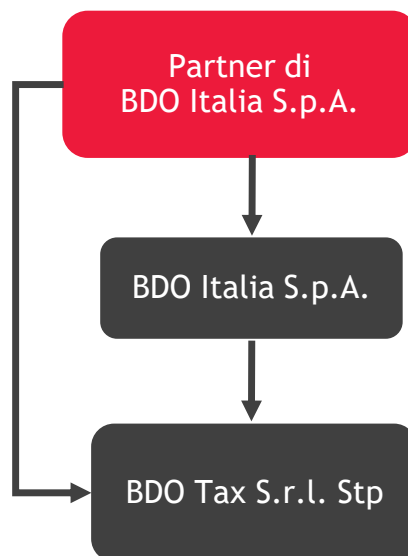 Partner di
BDO Italia S.p.A.
BDO Italia S.p.A.
BDO Tax S.r.l. Stp